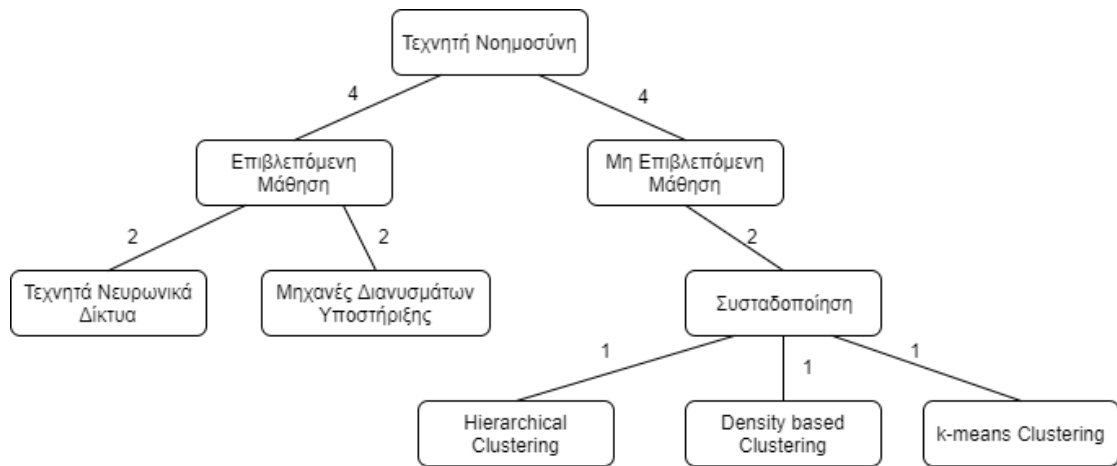 Τεχνητή Νοημοσύνη
4
4
Επιβλεπόμενη
Μάθηση
Μη Επιβλεπόμενη
Μάθηση
2
2
2
Τεχνητά Νευρωνικά
Δίκτυα
Μηχανές Διανυσμάτων
Υποστήριξης
Συσταδοποίηση
1
1
1
Hierarchical
Clustering
Density based
Clustering
k-means Clustering